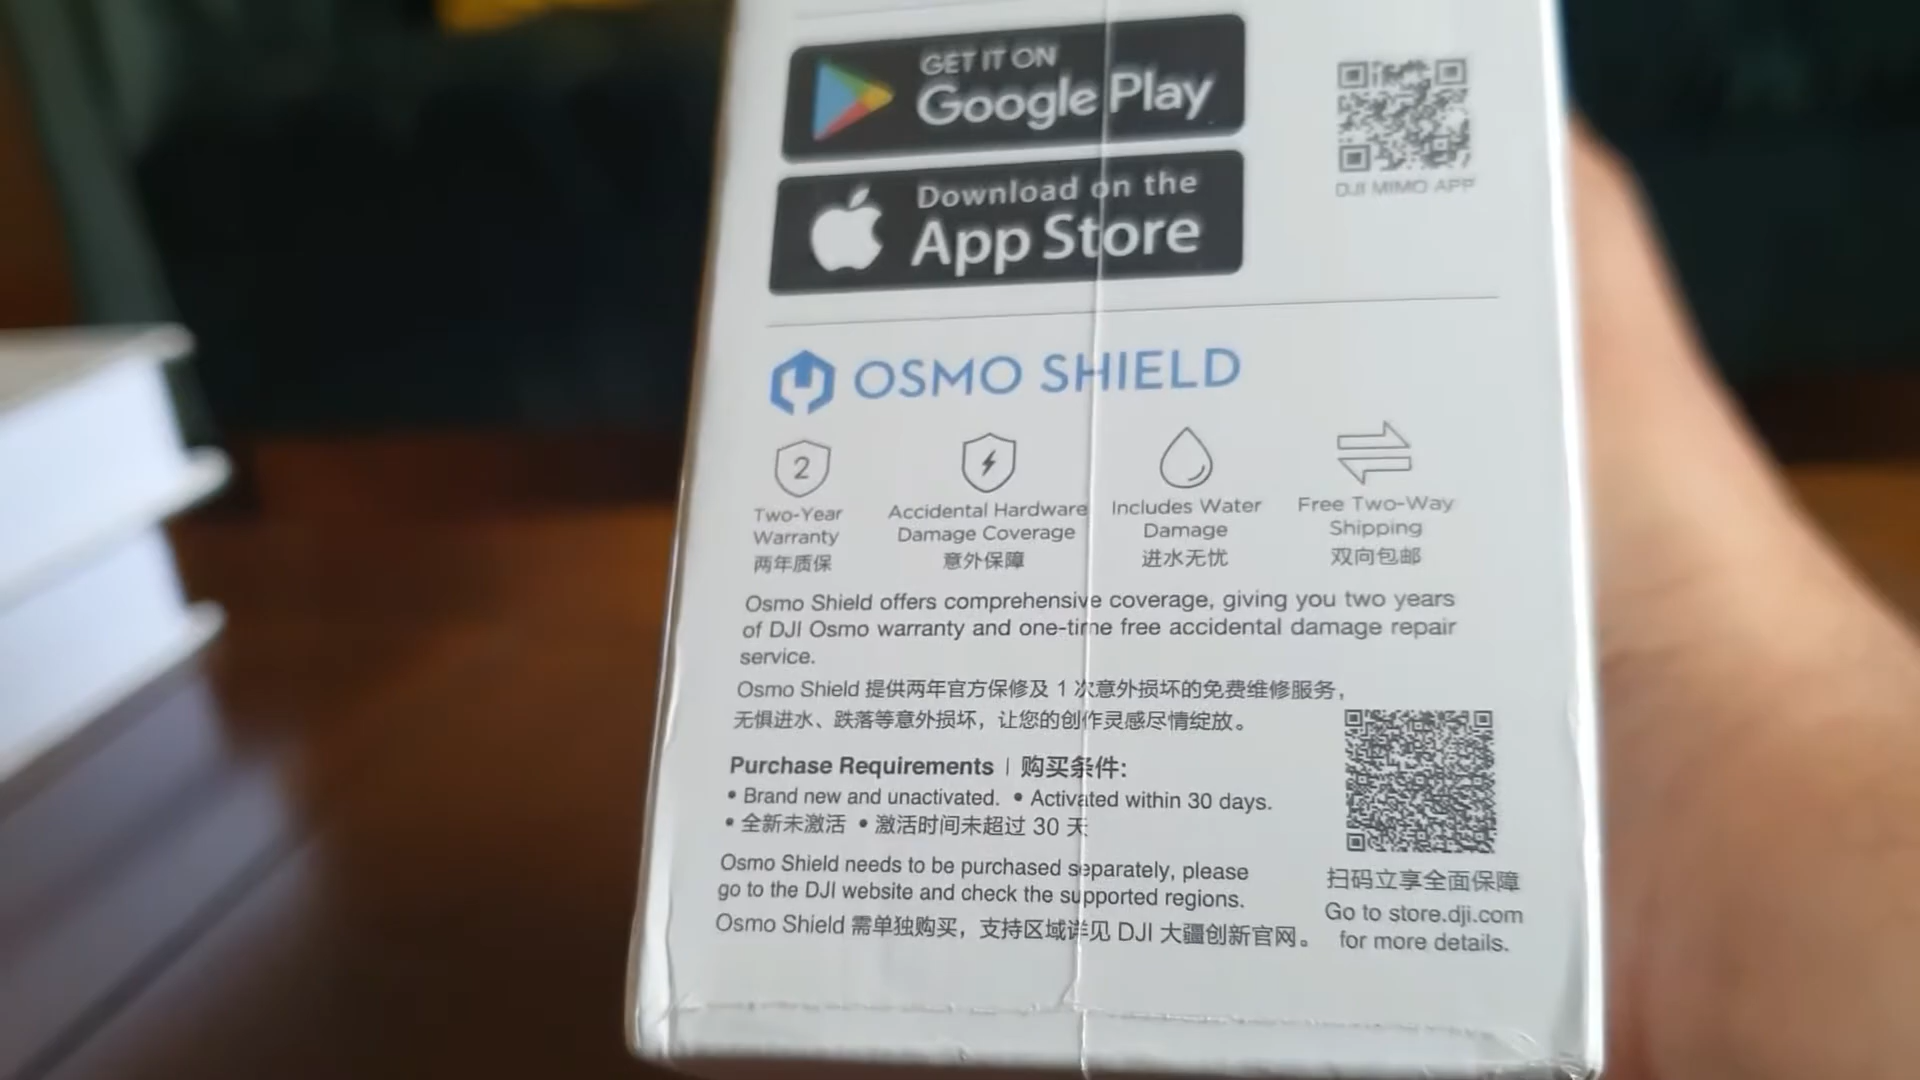 GET IT ON
Google Play
Download on the
App Store
DJI MIMO APP
OSMO SHIELD
2
Two-Year
Warranty
两年质保
Accidental Hardware
Damage Coverage
意外保障
Includes Water
Damage
进水无忧
Free Two-Way
Shipping
双向包邮
Osmo Shield offers comprehensive coverage, giving you two years
of DJI Osmo warranty and one-time free accidental damage repair
service.
Osmo Shield 提供两年官方保修及 1 次意外损坏的免费维修服务，
无惧进水、跌落等意外损坏，让您的创作灵感尽情绽放。
Purchase Requirements | 购买条件:
• Brand new and unactivated. • Activated within 30 days.
• 全新未激活 • 激活时间未超过 30 天
Osmo Shield needs to be purchased separately, please
go to the DJI website and check the supported regions.
Osmo Shield 需单独购买，支持区域详见 DJI 大疆创新官网。
扫码立享全面保障
Go to store.dji.com
for more details.